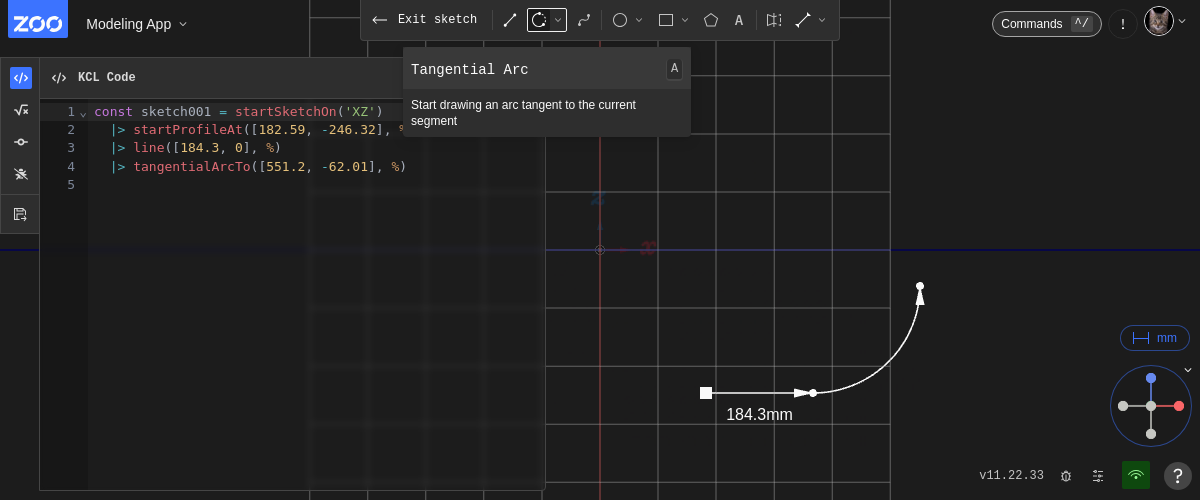 ZOO
Modeling App
Exit sketch
A
Commands ^/
!
KCL Code
Tangential Arc A
Start drawing an arc tangent to the current
segment
1 const sketch001 = startSketchOn('XZ')
2 |> startProfileAt([182.59, -246.32], %
3 |> line([184.3, 0], %)
4 |> tangentialArcTo([551.2, -62.01], %)
5
z
x
184.3mm
mm
v11.22.33
?